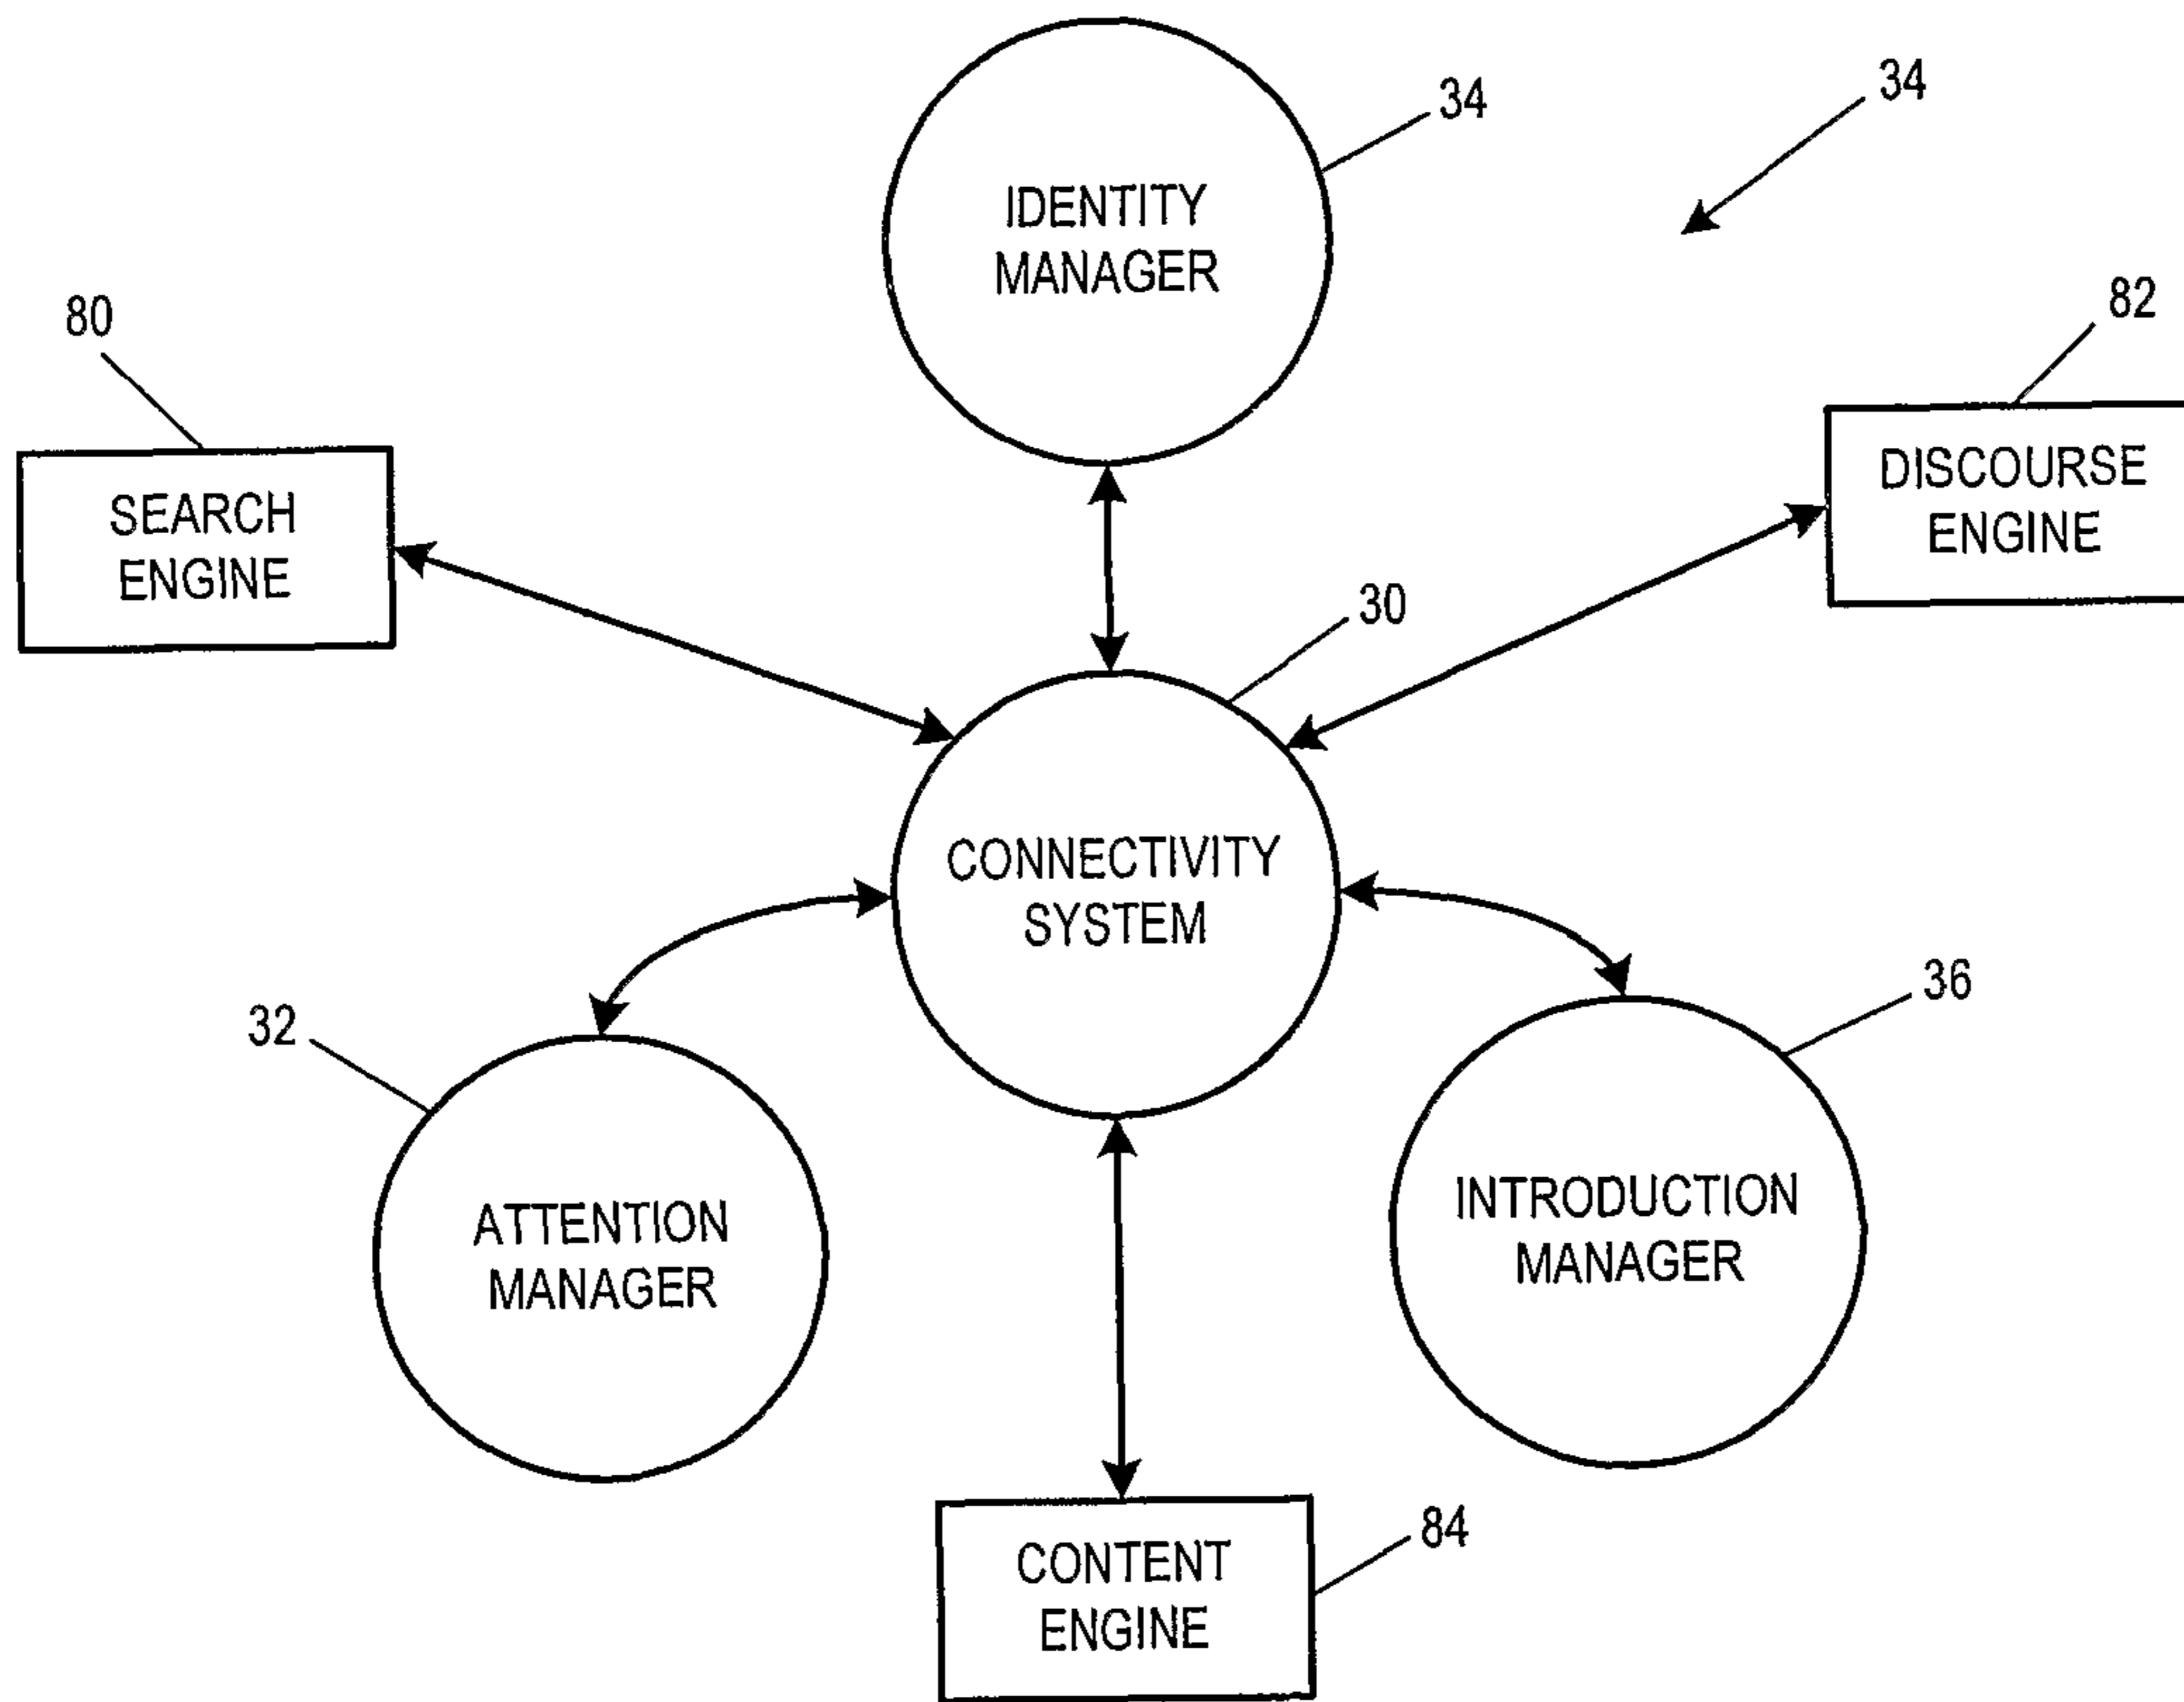 34
34
IDENTITY
MANAGER
80
82
SEARCH
ENGINE
DISCOURSE
ENGINE
30
CONNECTIVITY
SYSTEM
32
36
ATTENTION
MANAGER
INTRODUCTION
MANAGER
84
CONTENT
ENGINE